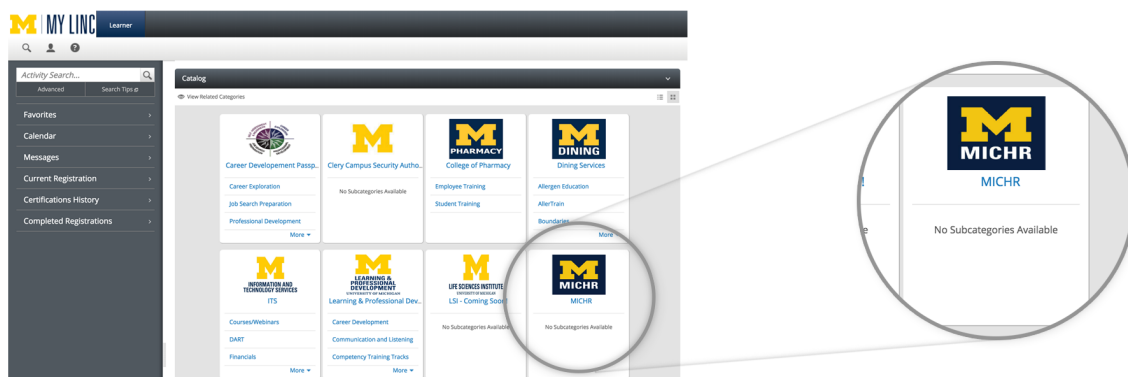 M | MY LINC
Learner
Activity Search...
Advanced
Search Tips
Favorites
Calendar
Messages
Current Registration
Certifications History
Completed Registrations
Catalog
View Related Categories
Career Developement Passp..
Career Exploration
Job Search Preparation
Professional Development
More
M
Clery Campus Security Autho..
No Subcategories Available
M
PHARMACY
College of Pharmacy
Employee Training
Student Training
M
DINING
Dining Services
Allergen Education
AllerTrain
Boundaries
More
M
INFORMATION AND
TECHNOLOGY SERVICES
ITS
Courses/Webinars
DART
Financials
More
M
LEARNING &
PROFESSIONAL
DEVELOPMENT
UNIVERSITY OF MICHIGAN
Learning & Professional Dev..
Career Development
Communication and Listening
Competency Training Tracks
More
M
LIFE SCIENCES INSTITUTE
UNIVERSITY OF MICHIGAN
LSI - Coming Soon!
No Subcategories Available
M
MICHR
MICHR
No Subcategories Available
M
MICHR
MICHR
No Subcategories Available